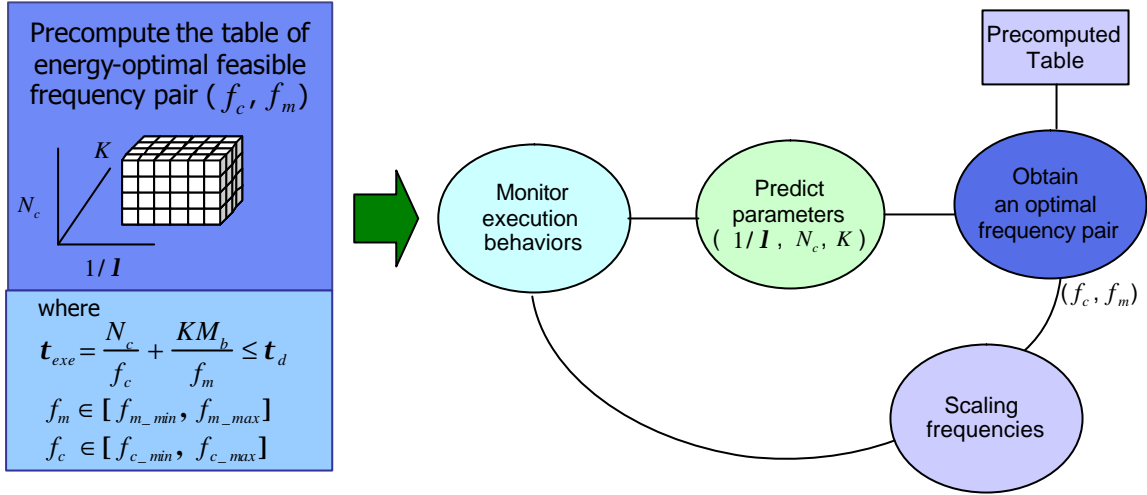 Precompute the table of
energy-optimal feasible
frequency pair ( f_c , f_m )
K
N_c
1/ l
where
t_exe = N_c / f_c + KM_b / f_m ≤ t_d
f_m ∈ [ f_m_min , f_m_max ]
f_c ∈ [ f_c_min , f_c_max ]
Monitor
execution
behaviors
Predict
parameters
( 1/ l , N_c , K )
Precomputed
Table
Obtain
an optimal
frequency pair
( f_c , f_m )
Scaling
frequencies